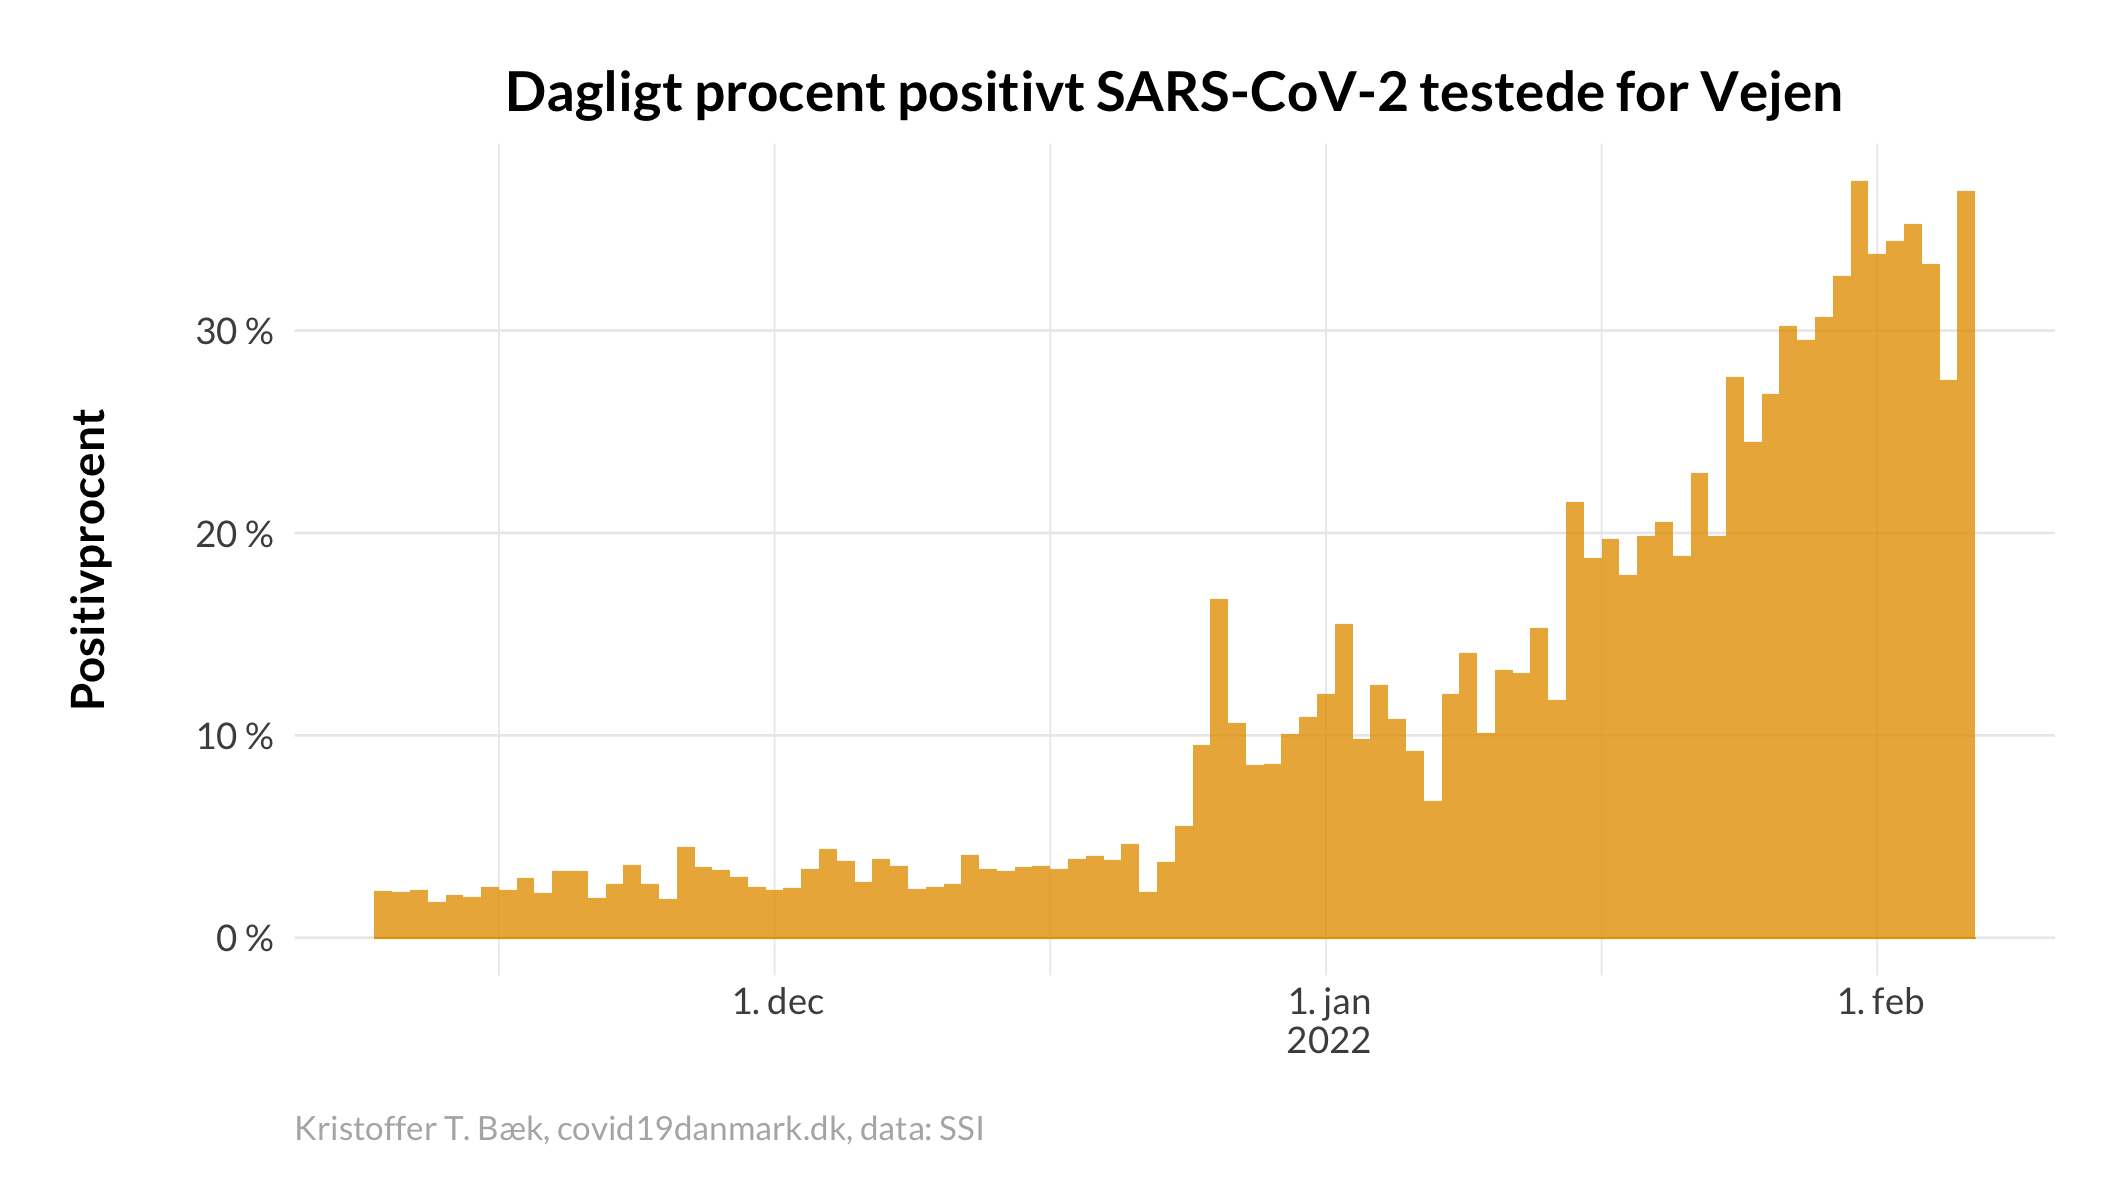 Dagligt procent positivt SARS-CoV-2 testede for Vejen
Positivprocent
30 %
20 %
10 %
0 %
1. dec
1. jan
2022
1. feb
Kristoffer T. Bæk, covid19danmark.dk, data: SSI